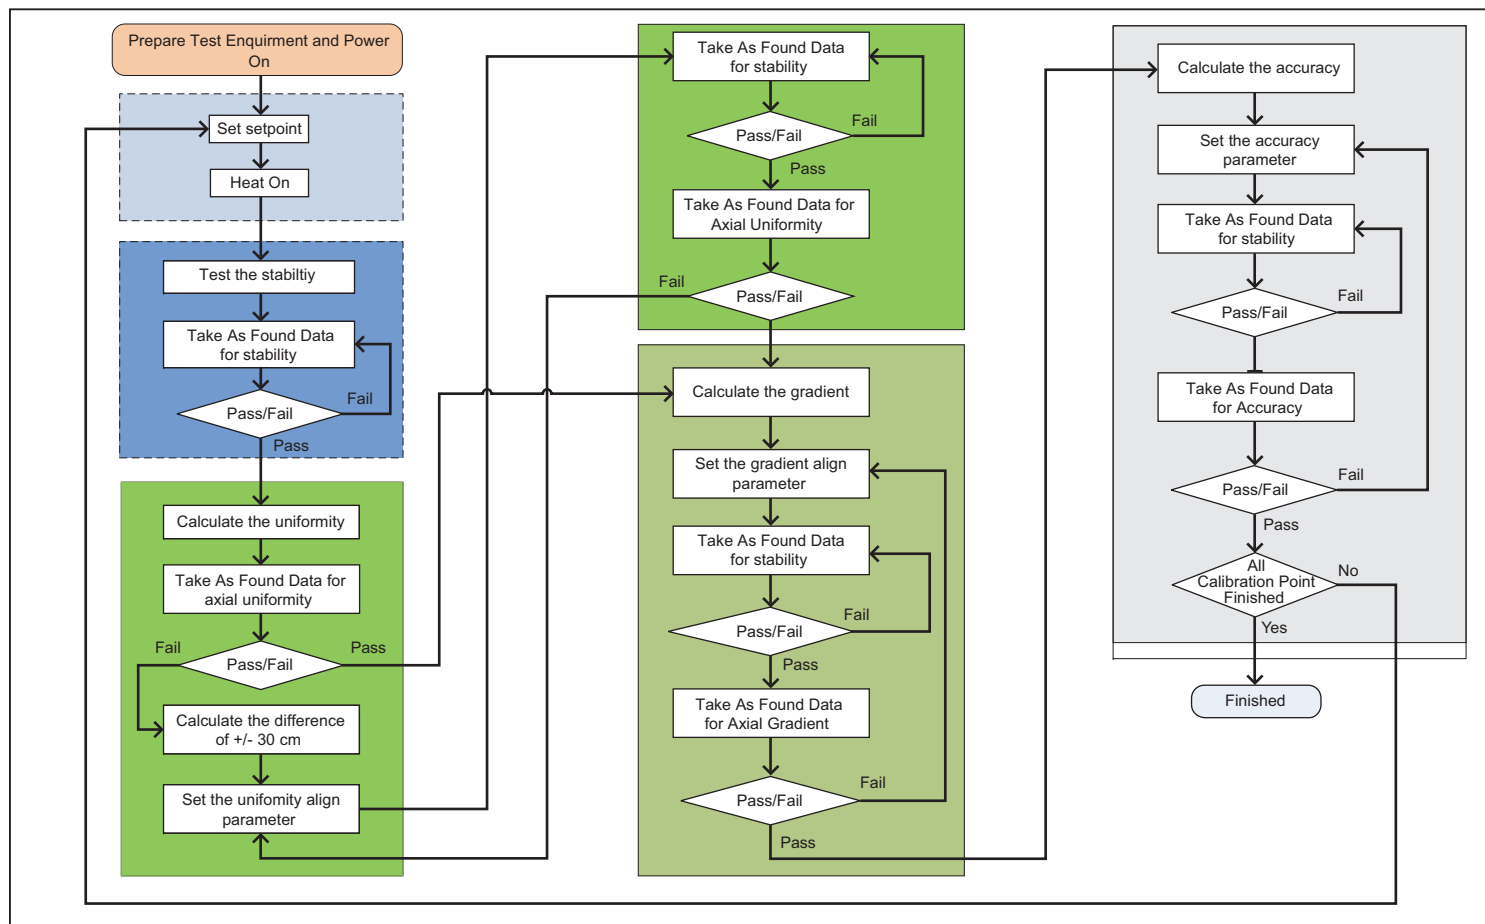 Prepare Test Enquirment and Power
On
Set setpoint
Heat On
Test the stabiltiy
Take As Found Data
for stability
Pass/Fail
Fail
Pass
Calculate the uniformity
Take As Found Data for
axial uniformity
Fail
Pass/Fail
Pass
Calculate the difference
of +/- 30 cm
Set the unifomity align
parameter
Take As Found Data
for stability
Pass/Fail
Fail
Pass
Take As Found Data for
Axial Uniformity
Fail
Pass/Fail
Calculate the gradient
Set the gradient align
parameter
Take As Found Data
for stability
Pass/Fail
Fail
Pass
Take As Found Data
for Axial Gradient
Pass/Fail
Fail
Pass
Calculate the accuracy
Set the accuracy
parameter
Take As Found Data
for stability
Pass/Fail
Fail
Take As Found Data
for Accuracy
Pass/Fail
Fail
Pass
All
Calibration Point
Finished
No
Yes
Finished